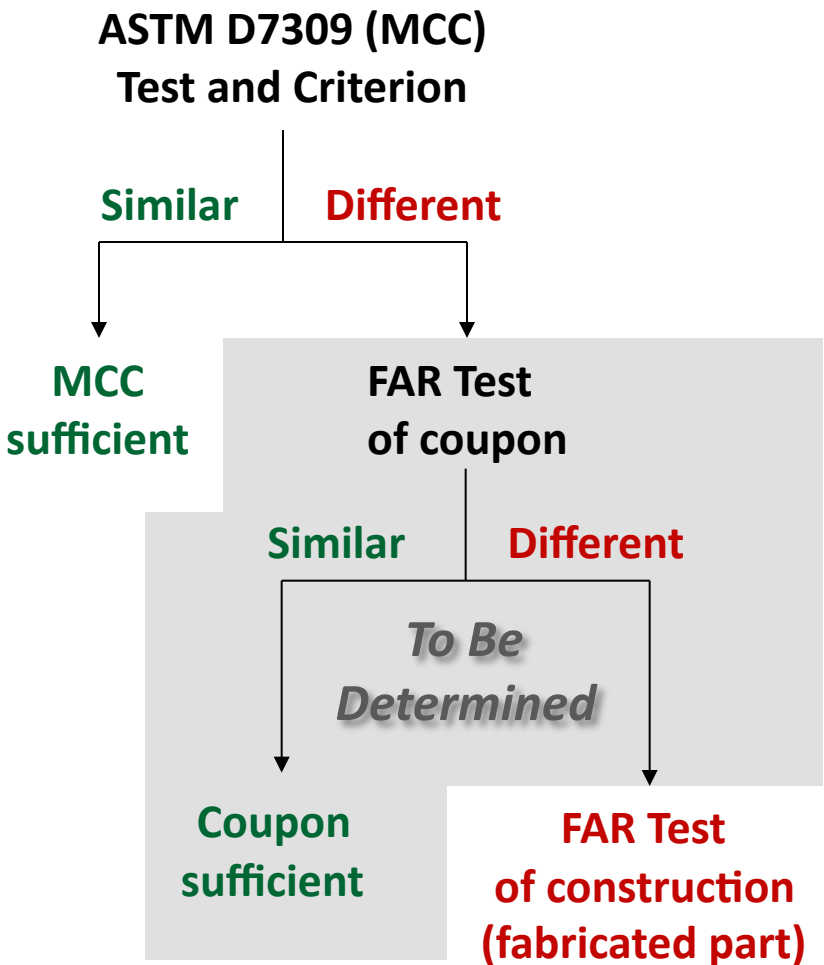 ASTM D7309 (MCC)
Test and Criterion
Similar
Different
MCC
sufficient
FAR Test
of coupon
Similar
Different
To Be
Determined
Coupon
sufficient
FAR Test
of construction
(fabricated part)